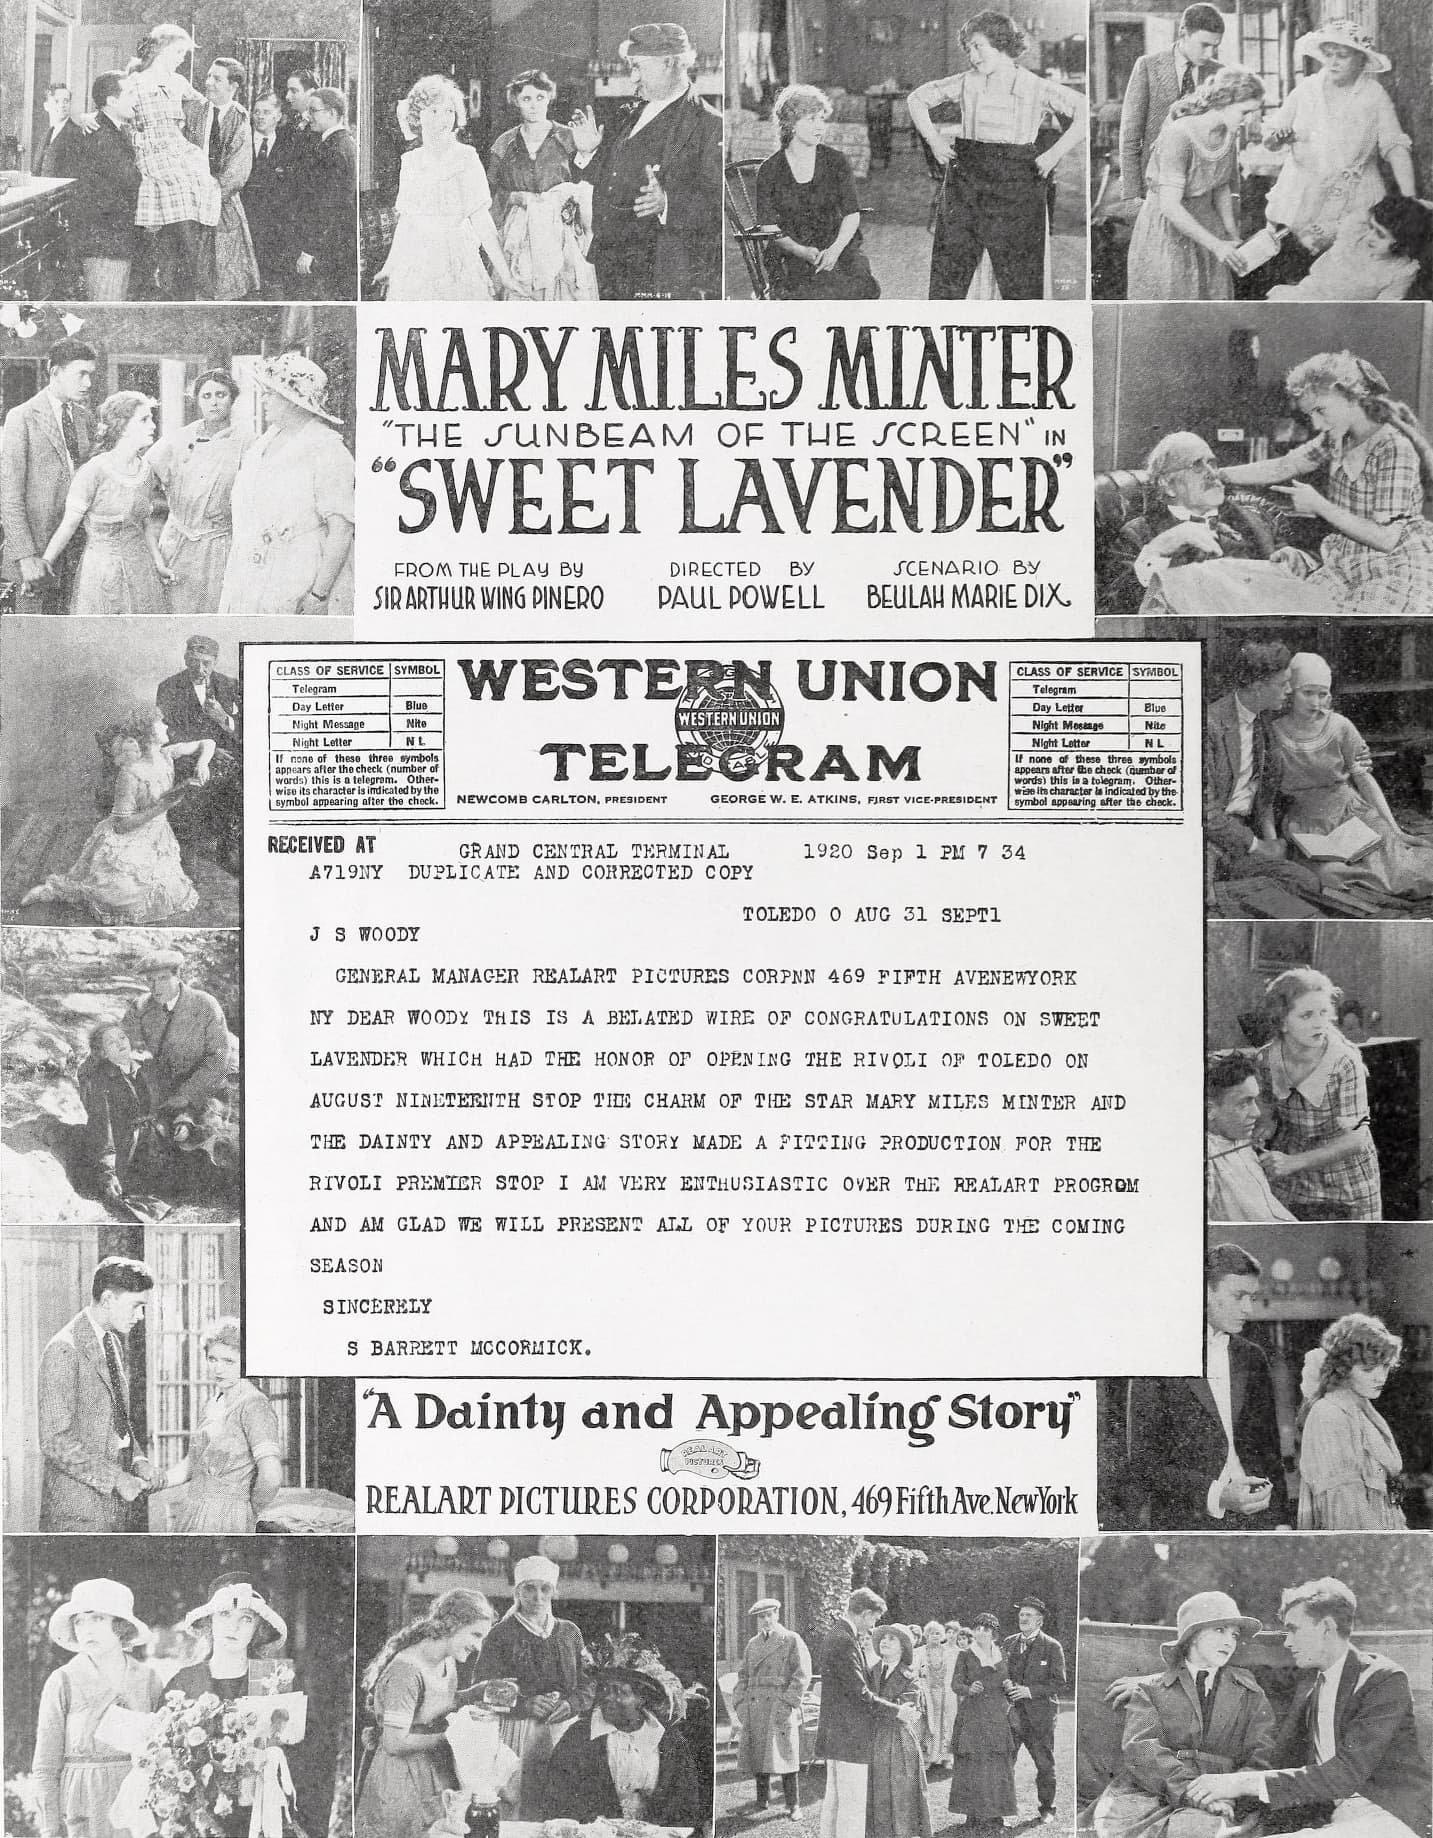 MARY MILES MINTER
"THE SUNBEAM OF THE SCREEN" IN
"SWEET LAVENDER"
FROM THE PLAY BY
SIR ARTHUR WING PINERO
DIRECTED BY
PAUL POWELL
SCENARIO BY
BEULAH MARIE DIX
CLASS OF SERVICE SYMBOL
Telegram
Day Letter Blue
Night Message Nite
Night Letter N L
If none of these three symbols
appears after the check (number of
words) this is a telegram. Other-
wise its character is indicated by the
symbol appearing after the check.
WESTERN UNION
WESTERN UNION
TELEGRAM
NEWCOMB CARLTON, PRESIDENT GEORGE W. E. ATKINS, FIRST VICE-PRESIDENT
CLASS OF SERVICE SYMBOL
Telegram
Day Letter Blue
Night Message Nite
Night Letter N L
If none of these three symbols
appears after the check (number of
words) this is a telegram. Other-
wise its character is indicated by the
symbol appearing after the check.
RECEIVED AT GRAND CENTRAL TERMINAL 1920 Sep 1 PM 7 34
A719NY DUPLICATE AND CORRECTED COPY
TOLEDO O AUG 31 SEPT1
J S WOODY
GENERAL MANAGER REALART PICTURES CORPNN 469 FIFTH AVENEWYORK
NY DEAR WOODY THIS IS A BELATED WIRE OF CONGRATULATIONS ON SWEET
LAVENDER WHICH HAD THE HONOR OF OPENING THE RIVOLI OF TOLEDO ON
AUGUST NINETEENTH STOP THE CHARM OF THE STAR MARY MILES MINTER AND
THE DAINTY AND APPEALING STORY MADE A FITTING PRODUCTION FOR THE
RIVOLI PREMIER STOP I AM VERY ENTHUSIASTIC OVER THE REALART PROGROM
AND AM GLAD WE WILL PRESENT ALL OF YOUR PICTURES DURING THE COMING
SEASON
SINCERELY
S BARRETT MCCORMICK.
"A Dainty and Appealing Story"
REALART
PICTURES
REALART PICTURES CORPORATION, 469 Fifth Ave. New York